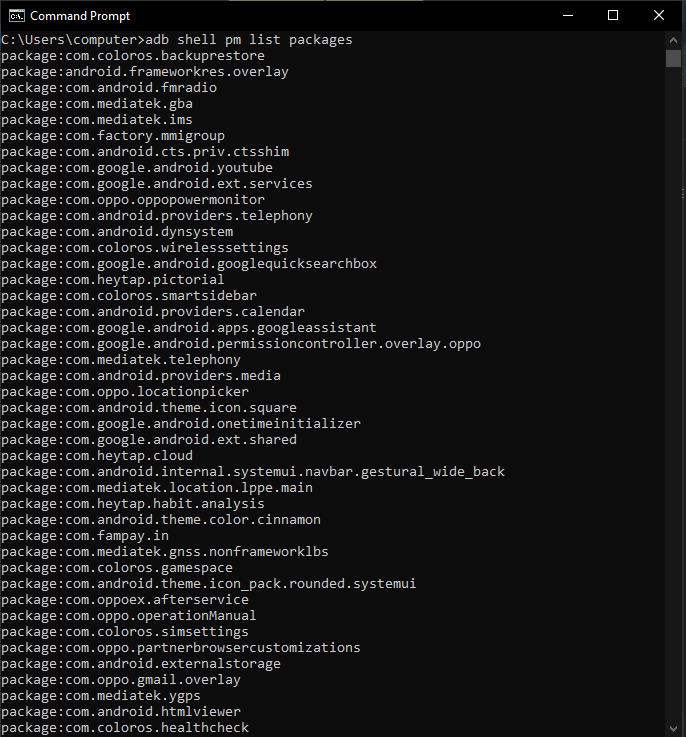 Command Prompt
C:\Users\computer>adb shell pm list packages
package:com.coloros.backuprestore
package:android.frameworkres.overlay
package:com.android.fmradio
package:com.mediatek.gba
package:com.mediatek.ims
package:com.factory.mmigroup
package:com.android.cts.priv.ctsshim
package:com.google.android.youtube
package:com.google.android.ext.services
package:com.oppo.oppopowermonitor
package:com.android.providers.telephony
package:com.android.dynsystem
package:com.coloros.wirelesssettings
package:com.google.android.googlequicksearchbox
package:com.heytap.pictorial
package:com.coloros.smartsidebar
package:com.android.providers.calendar
package:com.google.android.apps.googleassistant
package:com.google.android.permissioncontroller.overlay.oppo
package:com.mediatek.telephony
package:com.android.providers.media
package:com.oppo.locationpicker
package:com.android.theme.icon.square
package:com.google.android.onetimeinitializer
package:com.google.android.ext.shared
package:com.heytap.cloud
package:com.android.internal.systemui.navbar.gestural_wide_back
package:com.mediatek.location.lppe.main
package:com.heytap.habit.analysis
package:com.android.theme.color.cinnamon
package:com.fampay.in
package:com.mediatek.gnss.nonframeworklbs
package:com.coloros.gamespace
package:com.android.theme.icon_pack.rounded.systemui
package:com.oppoex.afterservice
package:com.oppo.operationManual
package:com.coloros.simsettings
package:com.oppo.partnerbrowsercustomizations
package:com.android.externalstorage
package:com.oppo.gmail.overlay
package:com.mediatek.ygps
package:com.android.htmlviewer
package:com.coloros.healthcheck